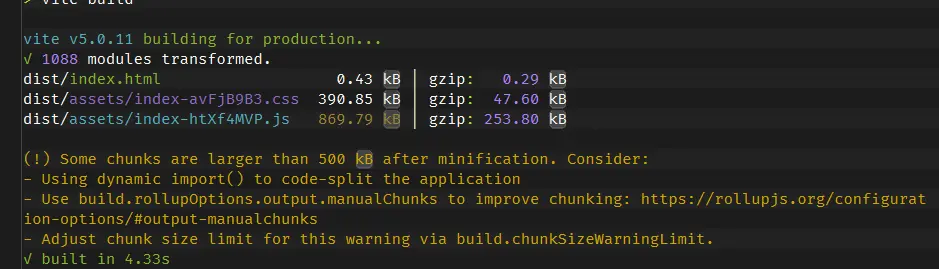 > vite build
vite v5.0.11 building for production...
√ 1088 modules transformed.
dist/index.html 0.43 kB │ gzip: 0.29 kB
dist/assets/index-avFjB9B3.css 390.85 kB │ gzip: 47.60 kB
dist/assets/index-htXf4MVP.js 869.79 kB │ gzip: 253.80 kB
(!) Some chunks are larger than 500 kB after minification. Consider:
- Using dynamic import() to code-split the application
- Use build.rollupOptions.output.manualChunks to improve chunking: https://rollupjs.org/configurat
ion-options/#output-manualchunks
- Adjust chunk size limit for this warning via build.chunkSizeWarningLimit.
√ built in 4.33s